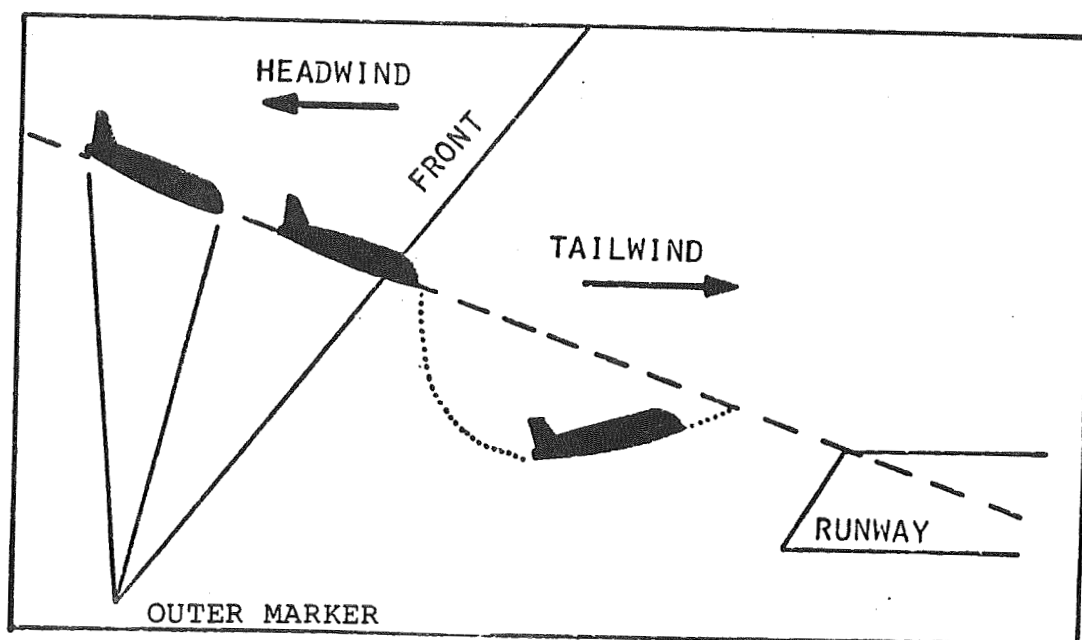 HEADWIND
FRONT
TAILWIND
RUNWAY
OUTER MARKER